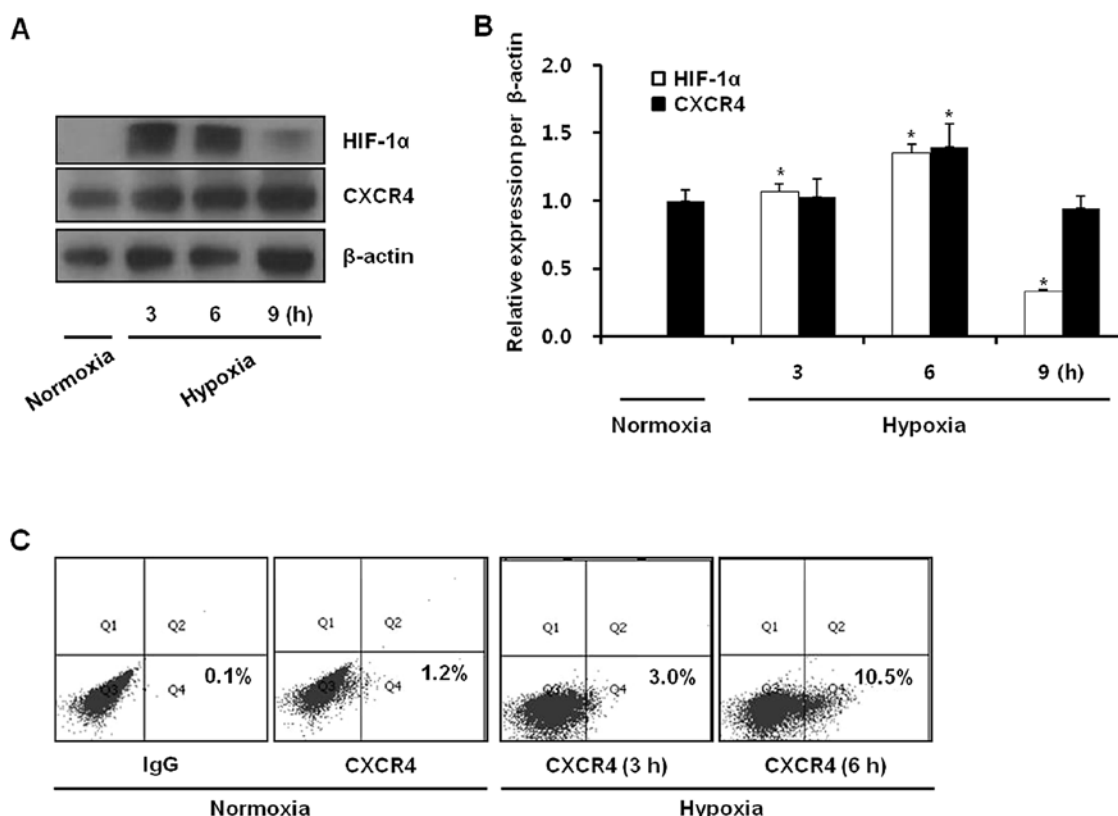 A
HIF-1α
CXCR4
β-actin
3 6 9 (h)
Normoxia Hypoxia
B
Relative expression per β-actin
2.0
1.5
1.0
0.5
0.0
HIF-1α
CXCR4
*
* *
*
3 6 9 (h)
Normoxia Hypoxia
C
Q1 Q2 Q3 Q4 0.1%
Q1 Q2 Q3 Q4 1.2%
Q1 Q2 Q3 Q4 3.0%
Q1 Q2 10.5%
IgG CXCR4 CXCR4 (3 h) CXCR4 (6 h)
Normoxia Hypoxia